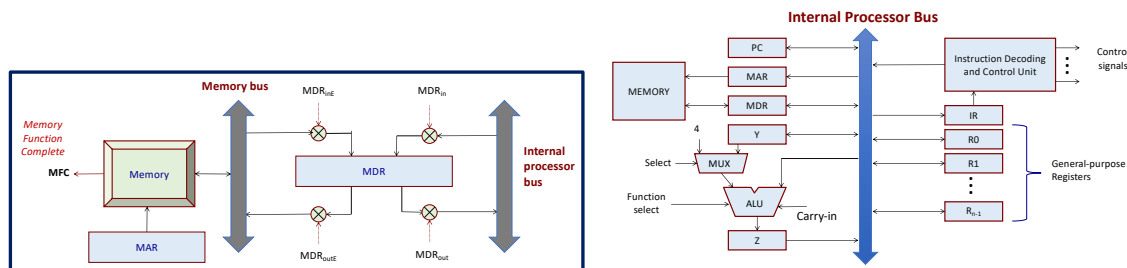 Memory bus
MDRinE
MDRin
Memory
Function
Complete
MFC
Memory
MDR
Internal
processor
bus
MAR
MDRoutE
MDRout
Internal Processor Bus
PC
MAR
MEMORY
MDR
4
Y
Select
MUX
Function
select
ALU
Carry-in
Z
Instruction Decoding
and Control Unit
Control
signals
IR
R0
R1
General-purpose
Registers
Rn-1